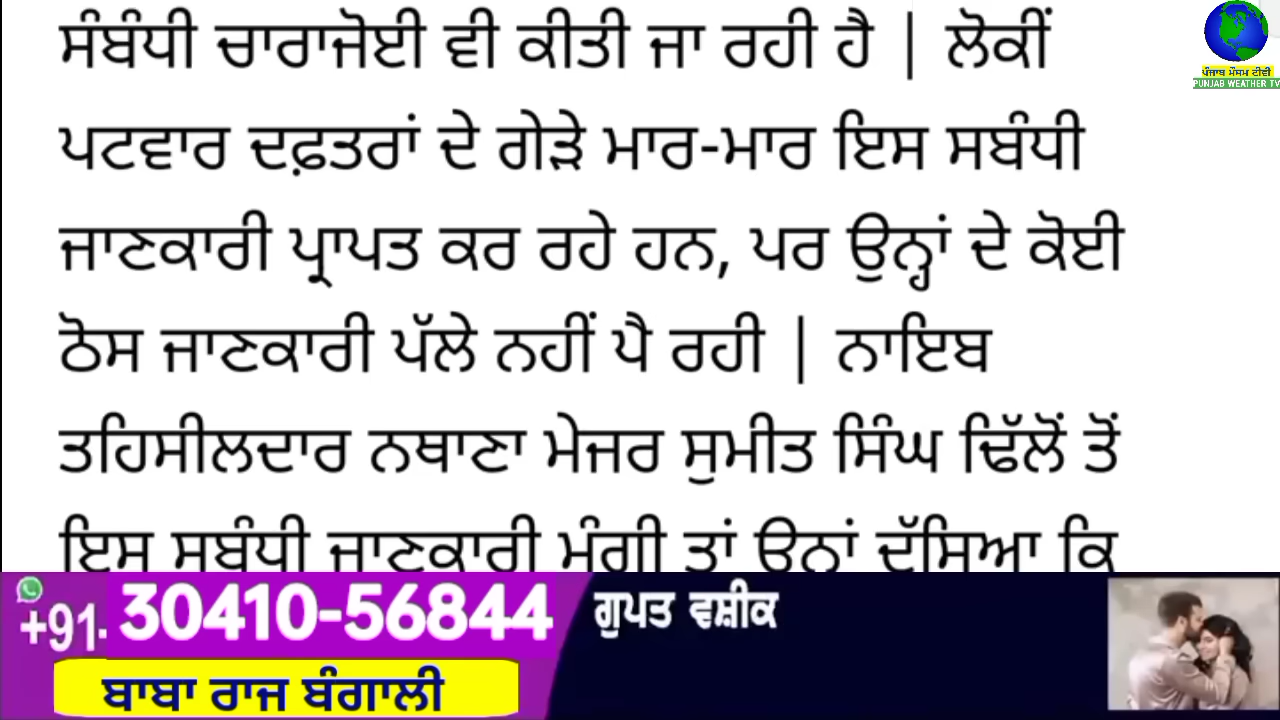 ਸੰਬੰਧੀ ਚਾਰਾਜੋਈ ਵੀ ਕੀਤੀ ਜਾ ਰਹੀ ਹੈ | ਲੋਕੀਂ
ਪਟਵਾਰ ਦਫ਼ਤਰਾਂ ਦੇ ਗੇੜੇ ਮਾਰ-ਮਾਰ ਇਸ ਸਬੰਧੀ
ਜਾਣਕਾਰੀ ਪ੍ਰਾਪਤ ਕਰ ਰਹੇ ਹਨ, ਪਰ ਉਨ੍ਹਾਂ ਦੇ ਕੋਈ
ਠੋਸ ਜਾਣਕਾਰੀ ਪੱਲੇ ਨਹੀਂ ਪੈ ਰਹੀ | ਨਾਇਬ
ਤਹਿਸੀਲਦਾਰ ਨਥਾਣਾ ਮੇਜਰ ਸੁਮੀਤ ਸਿੰਘ ਢਿੱਲੋਂ ਤੋਂ
ਇਸ ਸਬੰਧੀ ਜਾਣਕਾਰੀ ਮੰਗੀ ਤਾਂ ਉਨਾਂ ਦੱਸਿਆ ਕਿ
ਪੰਜਾਬ ਮੌਸਮ ਟੀਵੀ
PUNJAB WEATHER TV
+91- 30410-56844
ਬਾਬਾ ਰਾਜ ਬੰਗਾਲੀ
ਗੁਪਤ ਵਸ਼ੀਕ